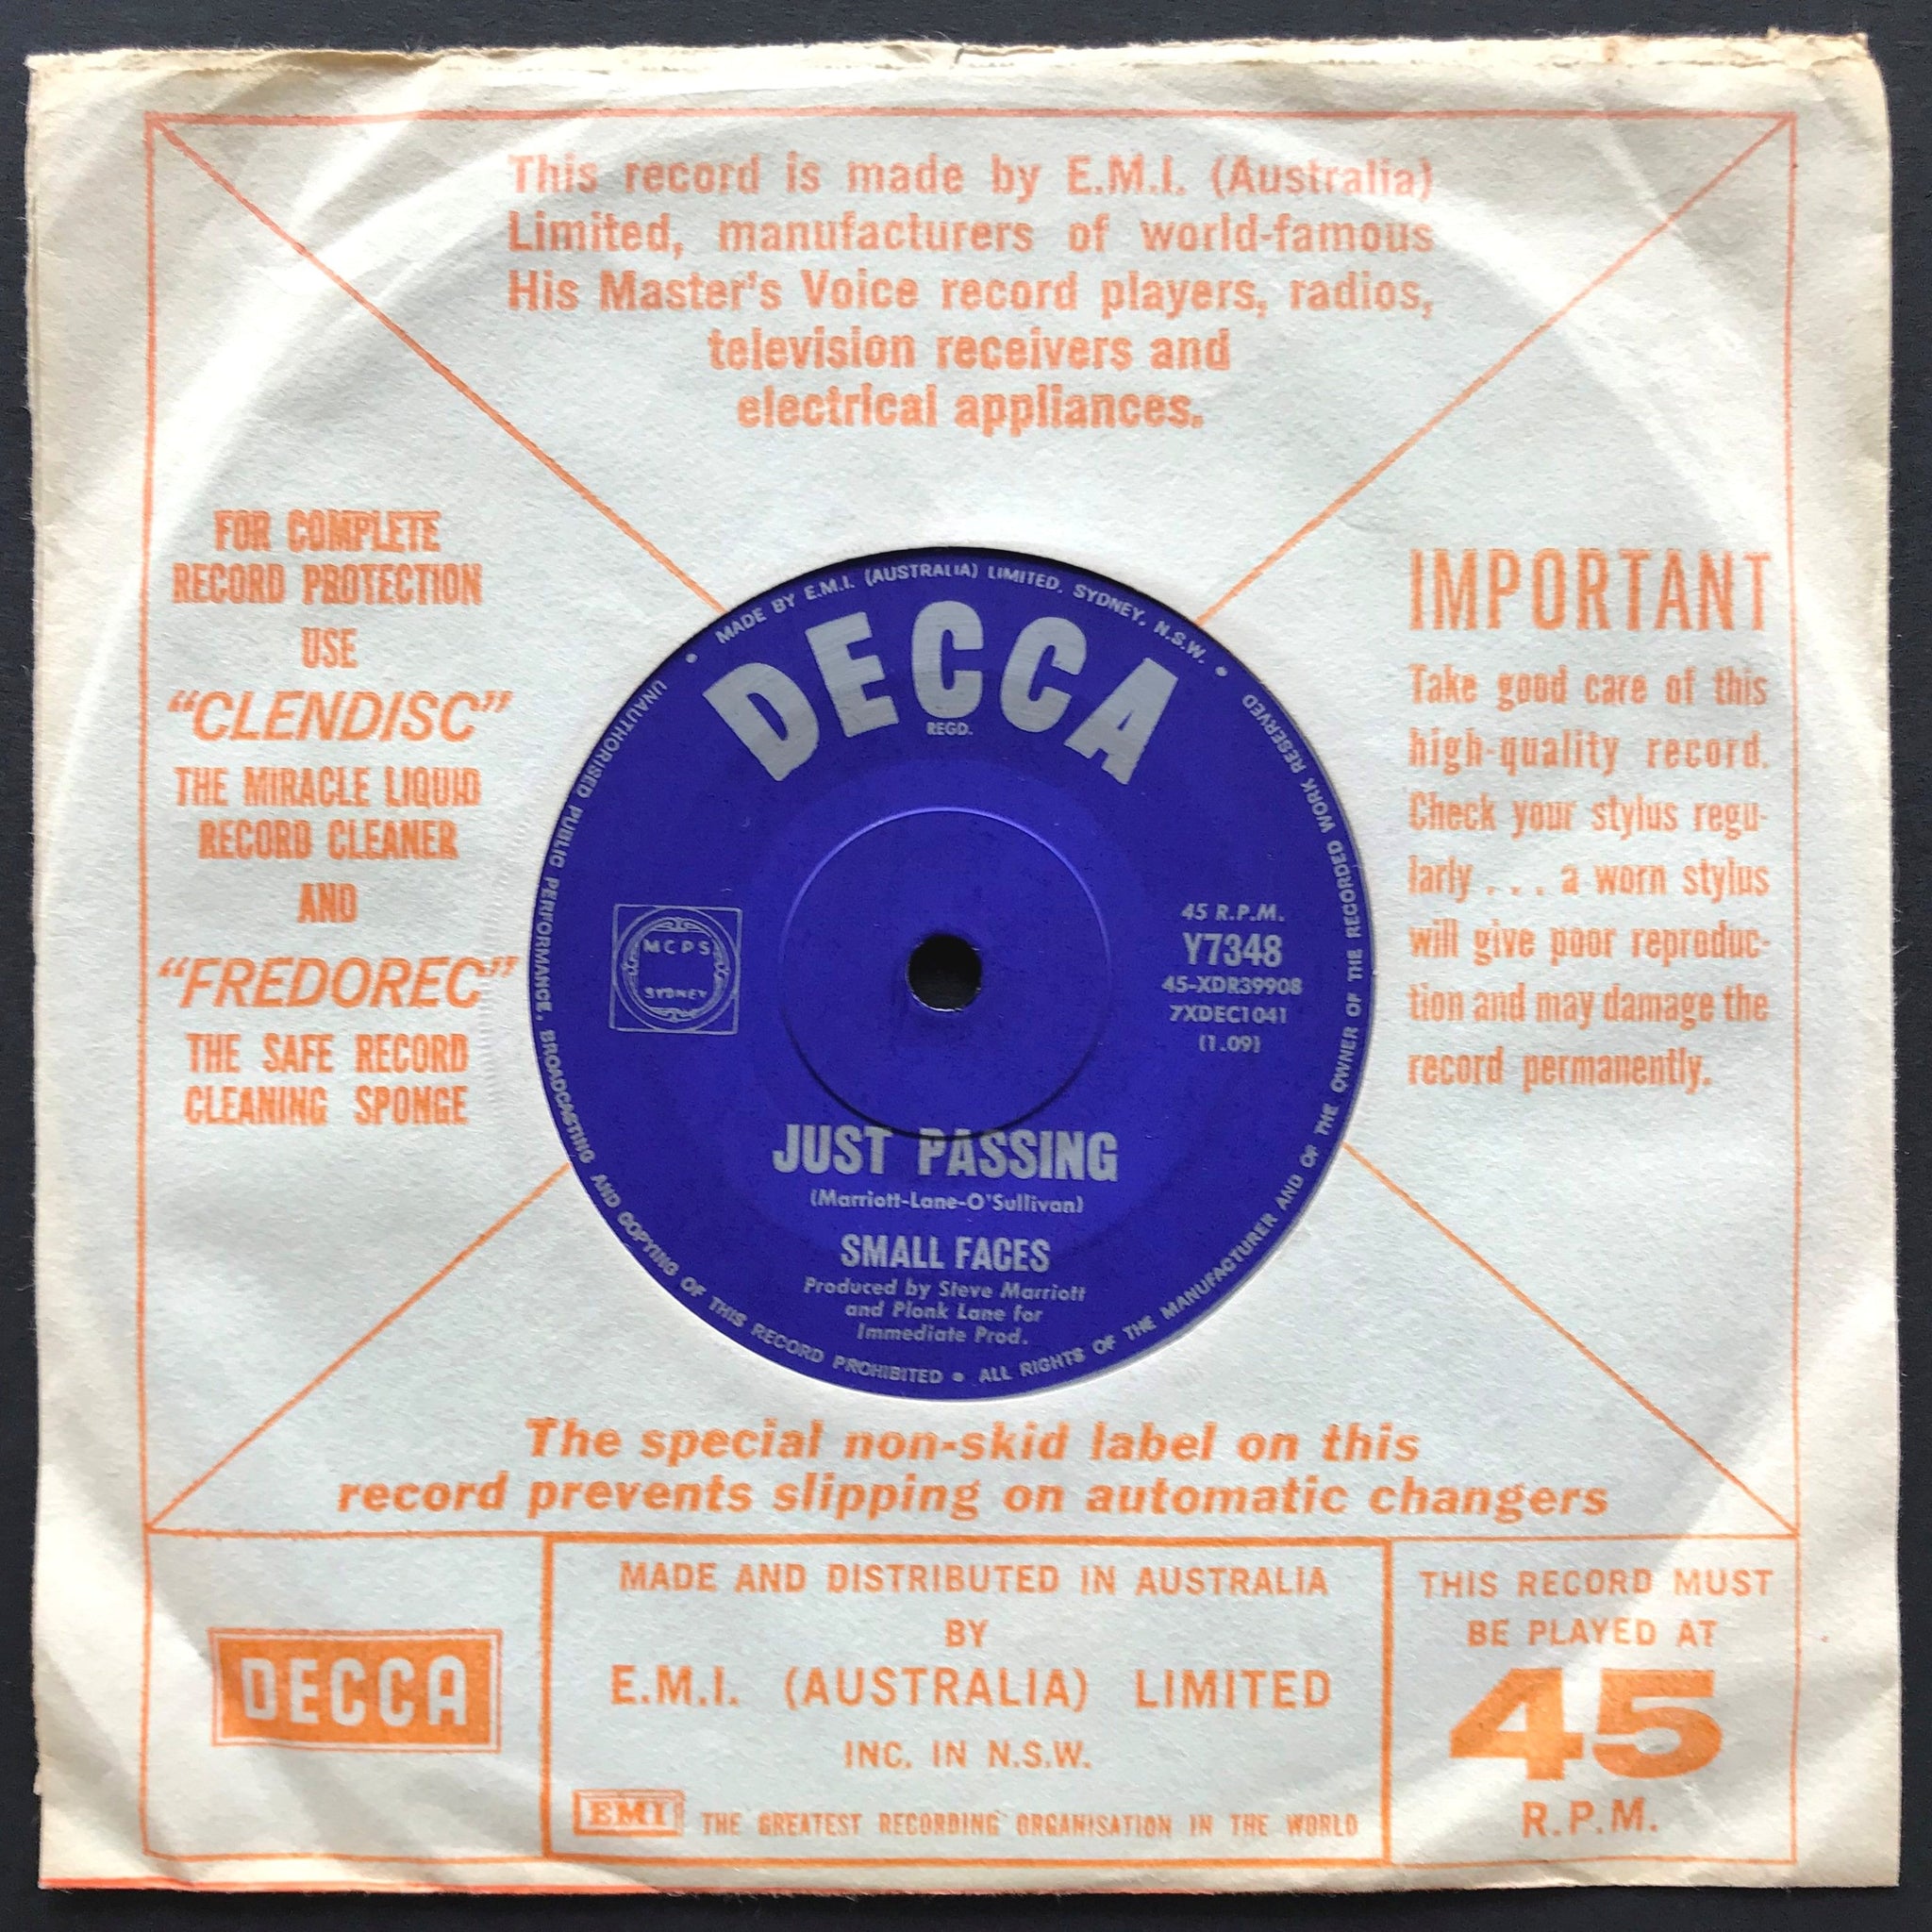 This record is made by E.M.I. (Australia)
Limited, manufacturers of world-famous
His Master's Voice record players, radios,
television receivers and
electrical appliances.
FOR COMPLETE
RECORD PROTECTION
USE
"CLENDISC"
THE MIRACLE LIQUID
RECORD CLEANER
AND
"FREDOREC"
THE SAFE RECORD
CLEANING SPONGE
MADE BY E.M.I. (AUSTRALIA) LIMITED, SYDNEY, N.S.W.
UNAUTHORISED PUBLIC PERFORMANCE, BROADCASTING AND COPYING OF THIS RECORD PROHIBITED • ALL RIGHTS OF THE MANUFACTURER AND OF THE OWNER OF THE RECORDED WORK RESERVED
DECCA
REGD.
MCPS
SYDNEY
45 R.P.M.
Y7348
45-XDR39908
7XDEC1041
(1.09)
JUST PASSING
(Marriott-Lane-O'Sullivan)
SMALL FACES
Produced by Steve Marriott
and Plonk Lane for
Immediate Prod.
IMPORTANT
Take good care of this
high-quality record.
Check your stylus regu-
larly . . . a worn stylus
will give poor reproduc-
tion and may damage the
record permanently.
The special non-skid label on this
record prevents slipping on automatic changers
DECCA
MADE AND DISTRIBUTED IN AUSTRALIA
BY
E.M.I. (AUSTRALIA) LIMITED
INC. IN N.S.W.
EMI THE GREATEST RECORDING ORGANISATION IN THE WORLD
THIS RECORD MUST
BE PLAYED AT
45
R.P.M.